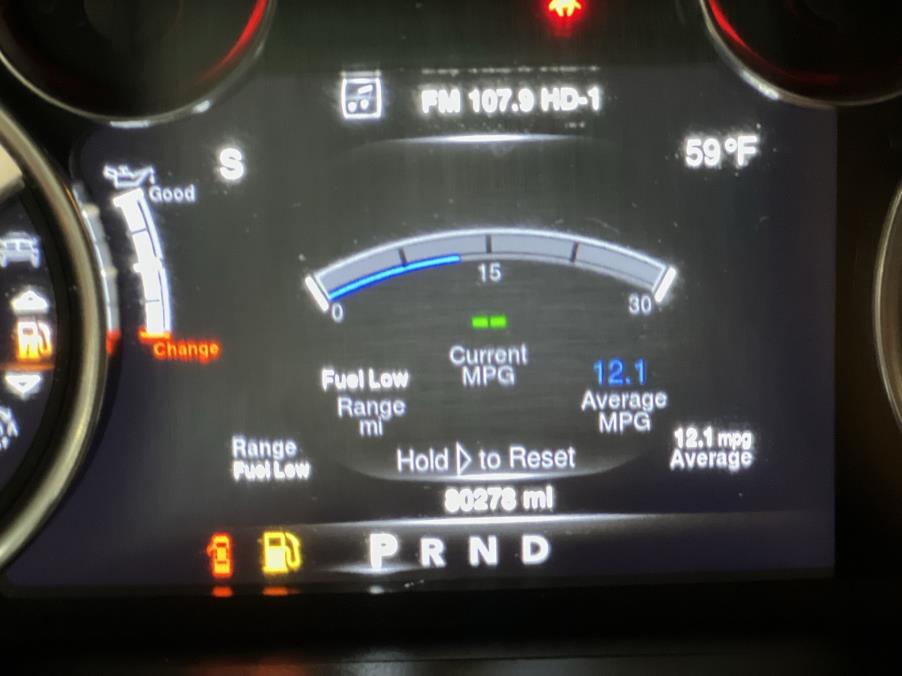 FM 107.9 HD-1
S
59°F
Good
15
0
30
Change
Current
MPG
Fuel Low
Range
mi
12.1
Average
MPG
Range
Fuel Low
12.1 mpg
Average
Hold ▷ to Reset
80278 mi
P R N D